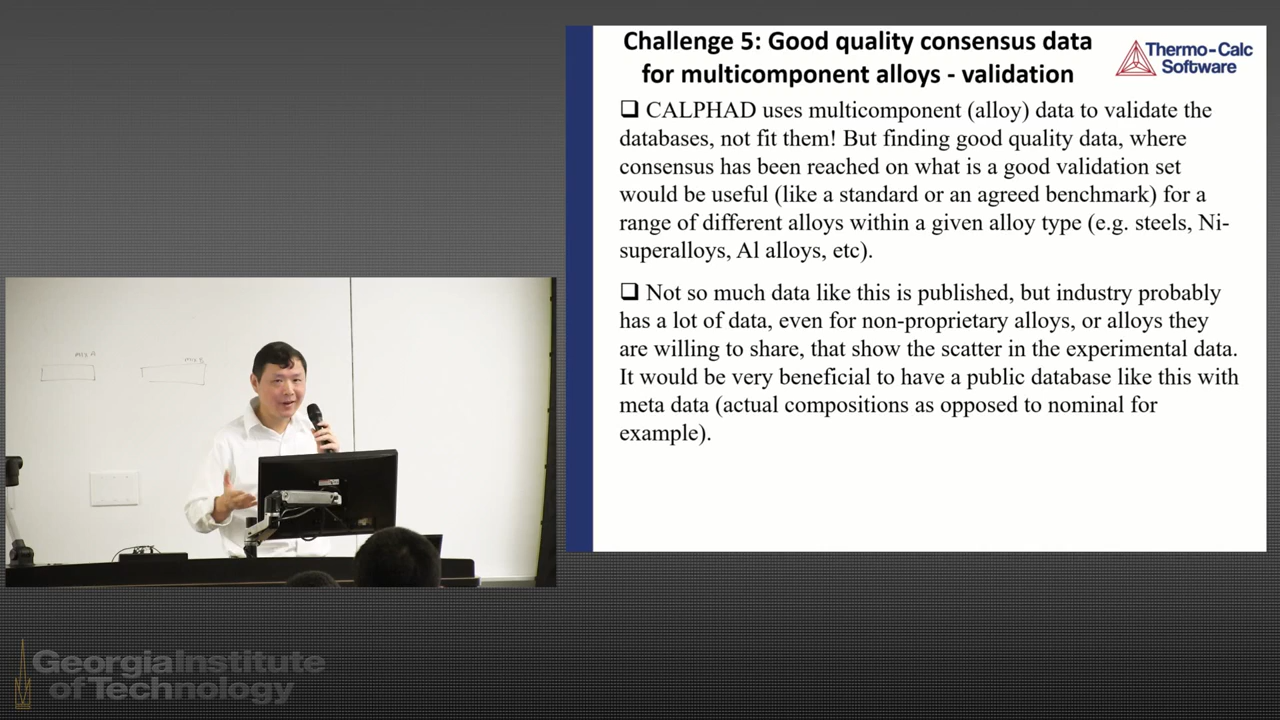 Challenge 5: Good quality consensus data
for multicomponent alloys - validation
Thermo-Calc
Software
❑ CALPHAD uses multicomponent (alloy) data to validate the
databases, not fit them! But finding good quality data, where
consensus has been reached on what is a good validation set
would be useful (like a standard or an agreed benchmark) for a
range of different alloys within a given alloy type (e.g. steels, Ni-
superalloys, Al alloys, etc).
❑ Not so much data like this is published, but industry probably
has a lot of data, even for non-proprietary alloys, or alloys they
are willing to share, that show the scatter in the experimental data.
It would be very beneficial to have a public database like this with
meta data (actual compositions as opposed to nominal for
example).
GeorgiaInstitute
of Technology